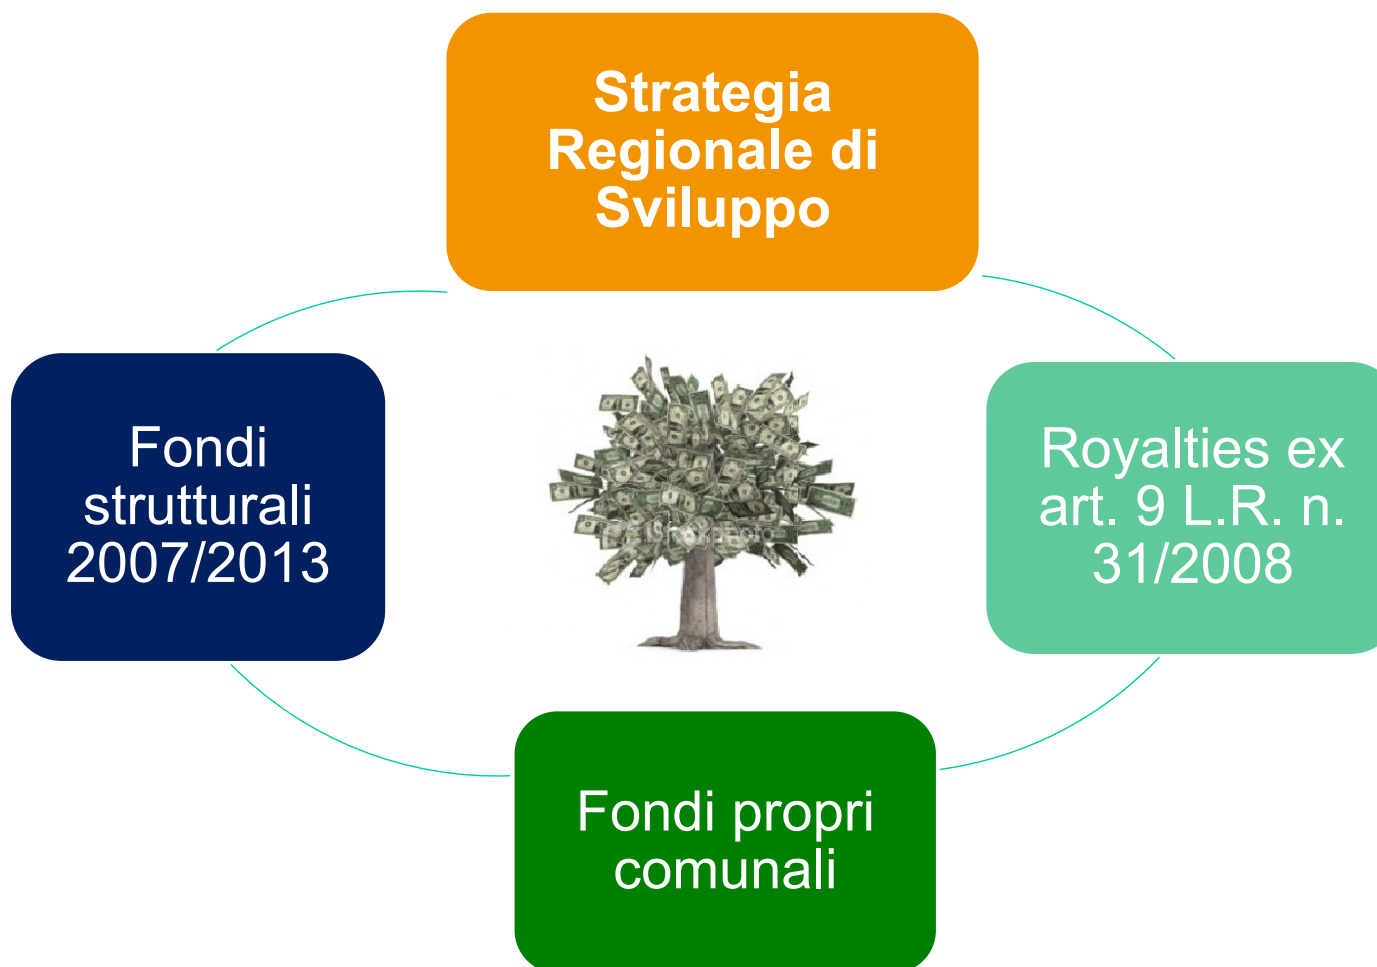 Strategia
Regionale di
Sviluppo
Fondi
strutturali
2007/2013
Royalties ex
art. 9 L.R. n.
31/2008
Fondi propri
comunali